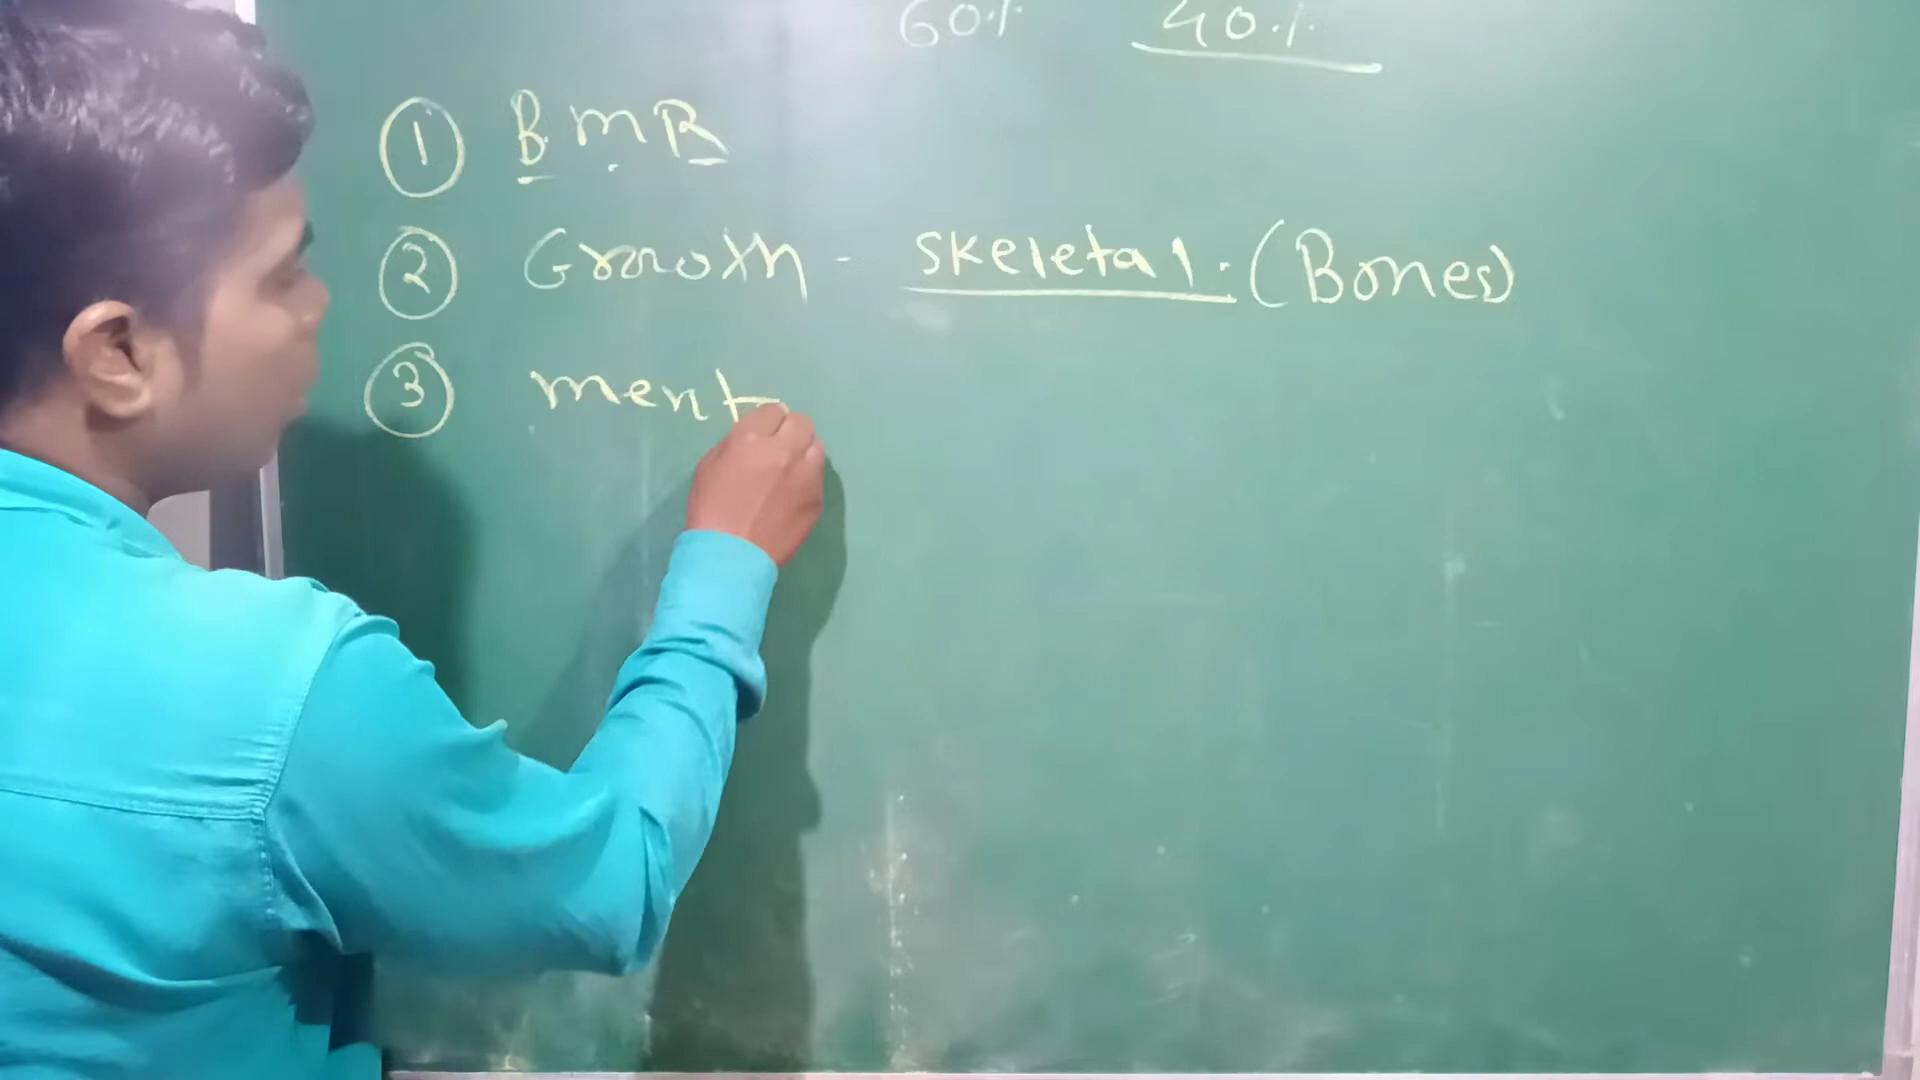 60% 40%
① BMR
② Growth - skeletal. (Bones)
③ ment